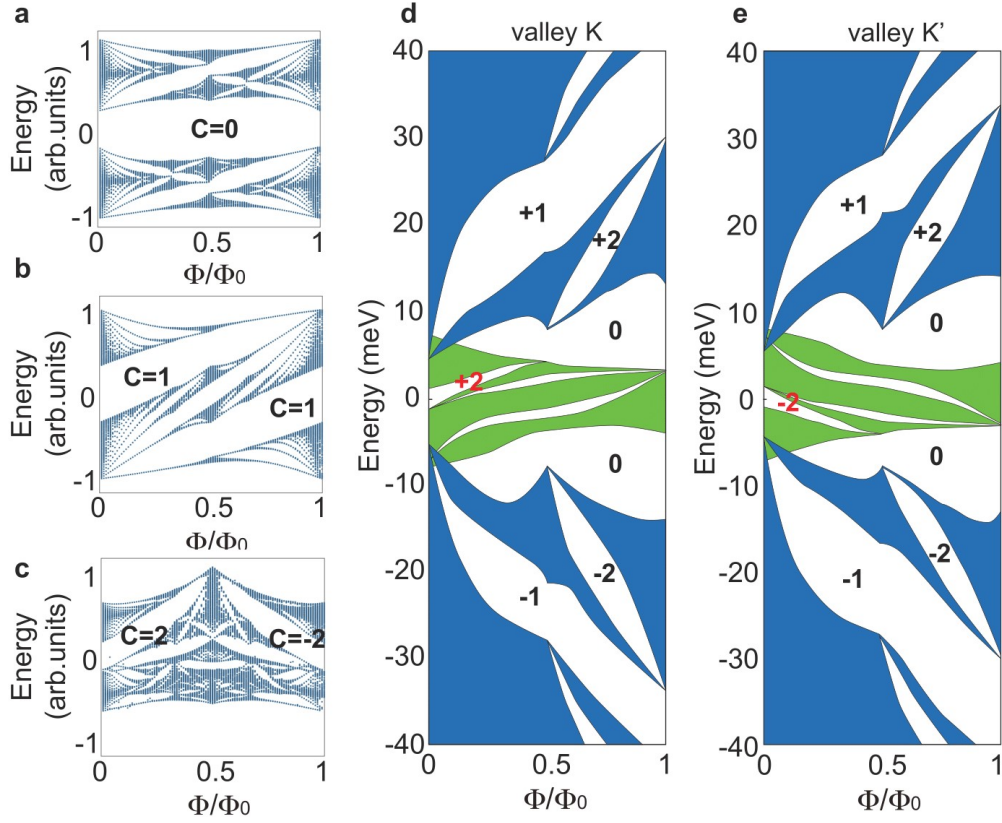 a
Energy
(arb.units)
1
0
-1
C=0
0
0.5
1
Φ/Φ0
b
Energy
(arb.units)
1
0
-1
C=1
C=1
0
0.5
1
Φ/Φ0
c
Energy
(arb.units)
1
0
-1
C=2
C=-2
0
0.5
1
Φ/Φ0
d
valley K
Energy (meV)
40
30
20
10
0
-10
-20
-30
-40
+1
+2
0
+2
0
-2
-1
0
0.5
1
Φ/Φ0
e
valley K’
Energy (meV)
40
30
20
10
0
-10
-20
-30
-40
+1
+2
0
-2
0
-2
-1
0
0.5
1
Φ/Φ0